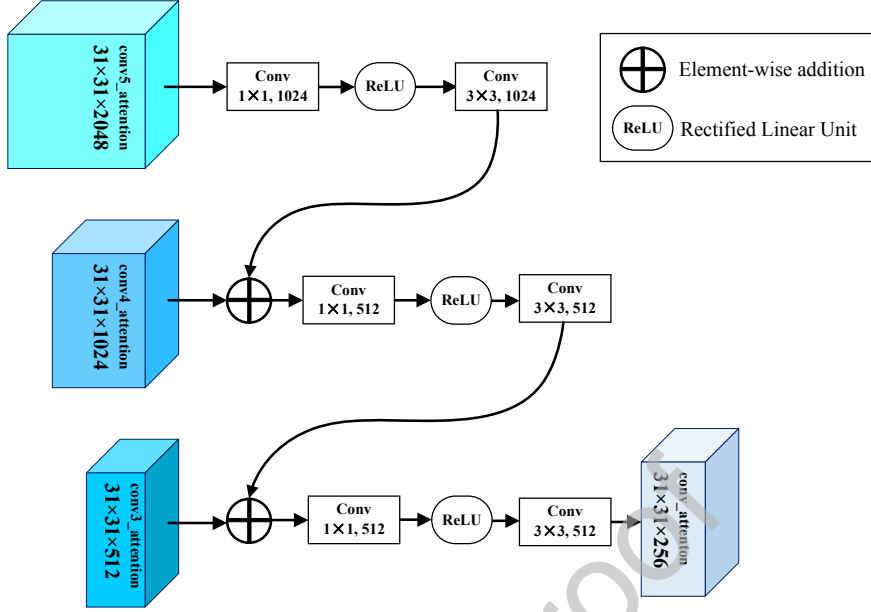 conv5_attention
31×31×2048
Conv
1×1, 1024
ReLU
Conv
3×3, 1024
Element-wise addition
ReLU
Rectified Linear Unit
conv4_attention
31×31×1024
Conv
1×1, 512
ReLU
Conv
3×3, 512
conv3_attention
31×31×512
Conv
1×1, 512
ReLU
Conv
3×3, 512
conv_attenton
31×31×256
roof